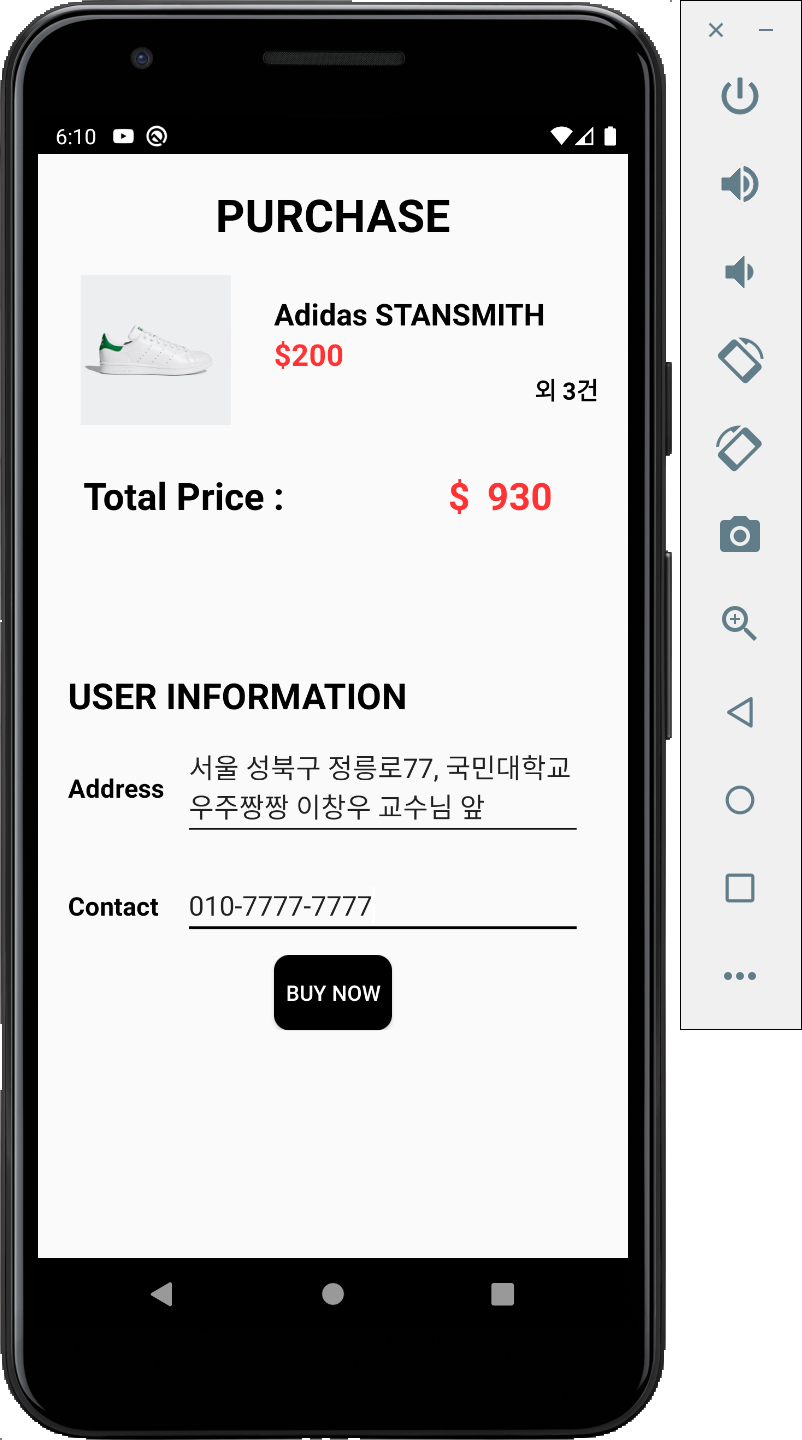 6:10
PURCHASE
Adidas STANSMITH
$200
외 3건
Total Price :
$ 930
USER INFORMATION
Address
서울 성북구 정릉로77, 국민대학교
우주짱짱 이창우 교수님 앞
Contact
010-7777-7777
BUY NOW